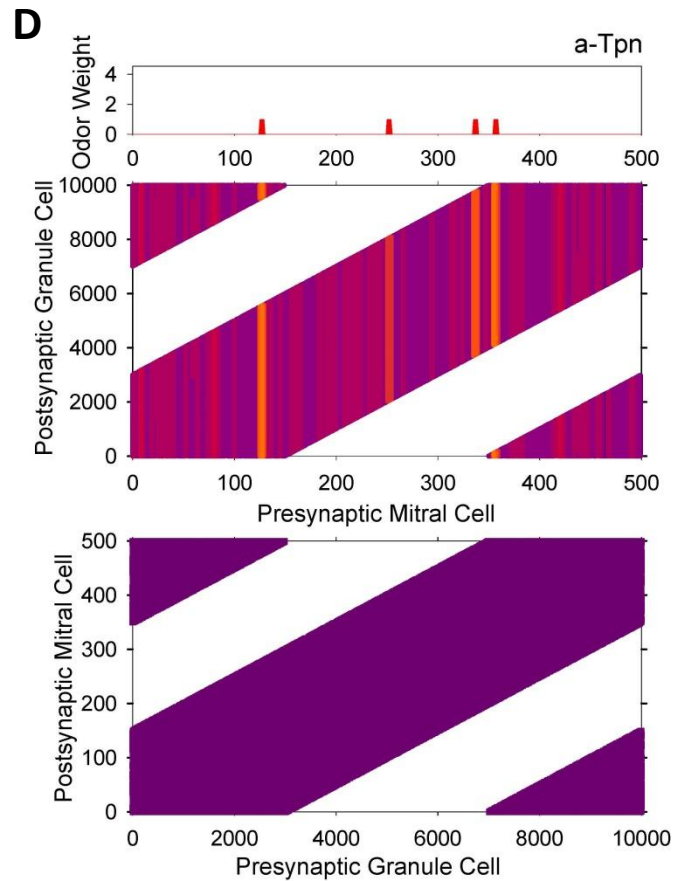 D
a-Tpn
Odor Weight
4
2
0
0 100 200 300 400 500
Postsynaptic Granule Cell
10000
8000
6000
4000
2000
0
0 100 200 300 400 500
Presynaptic Mitral Cell
Postsynaptic Mitral Cell
500
400
300
200
100
0
0 2000 4000 6000 8000 10000
Presynaptic Granule Cell